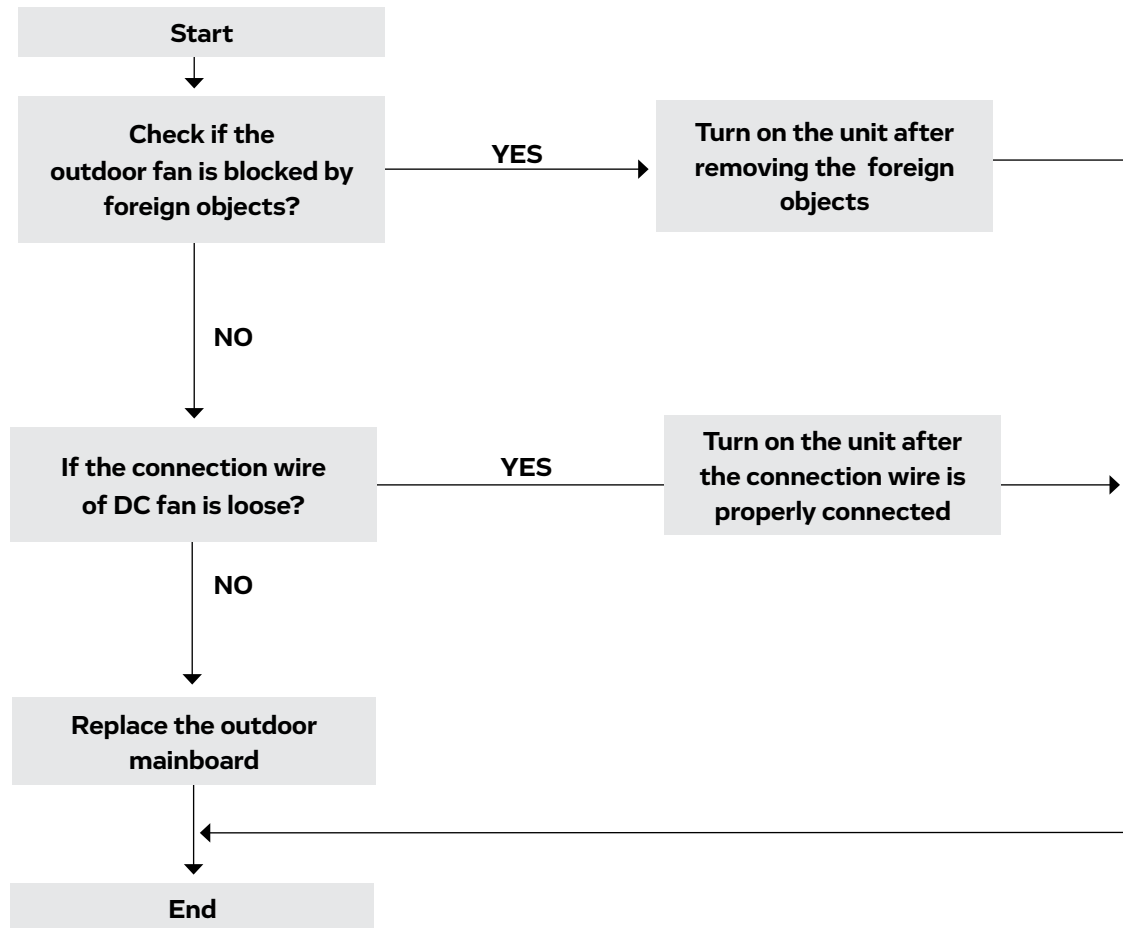 Start
Check if the
outdoor fan is blocked by
foreign objects?
YES
Turn on the unit after
removing the foreign
objects
NO
If the connection wire
of DC fan is loose?
YES
Turn on the unit after
the connection wire is
properly connected
NO
Replace the outdoor
mainboard
End